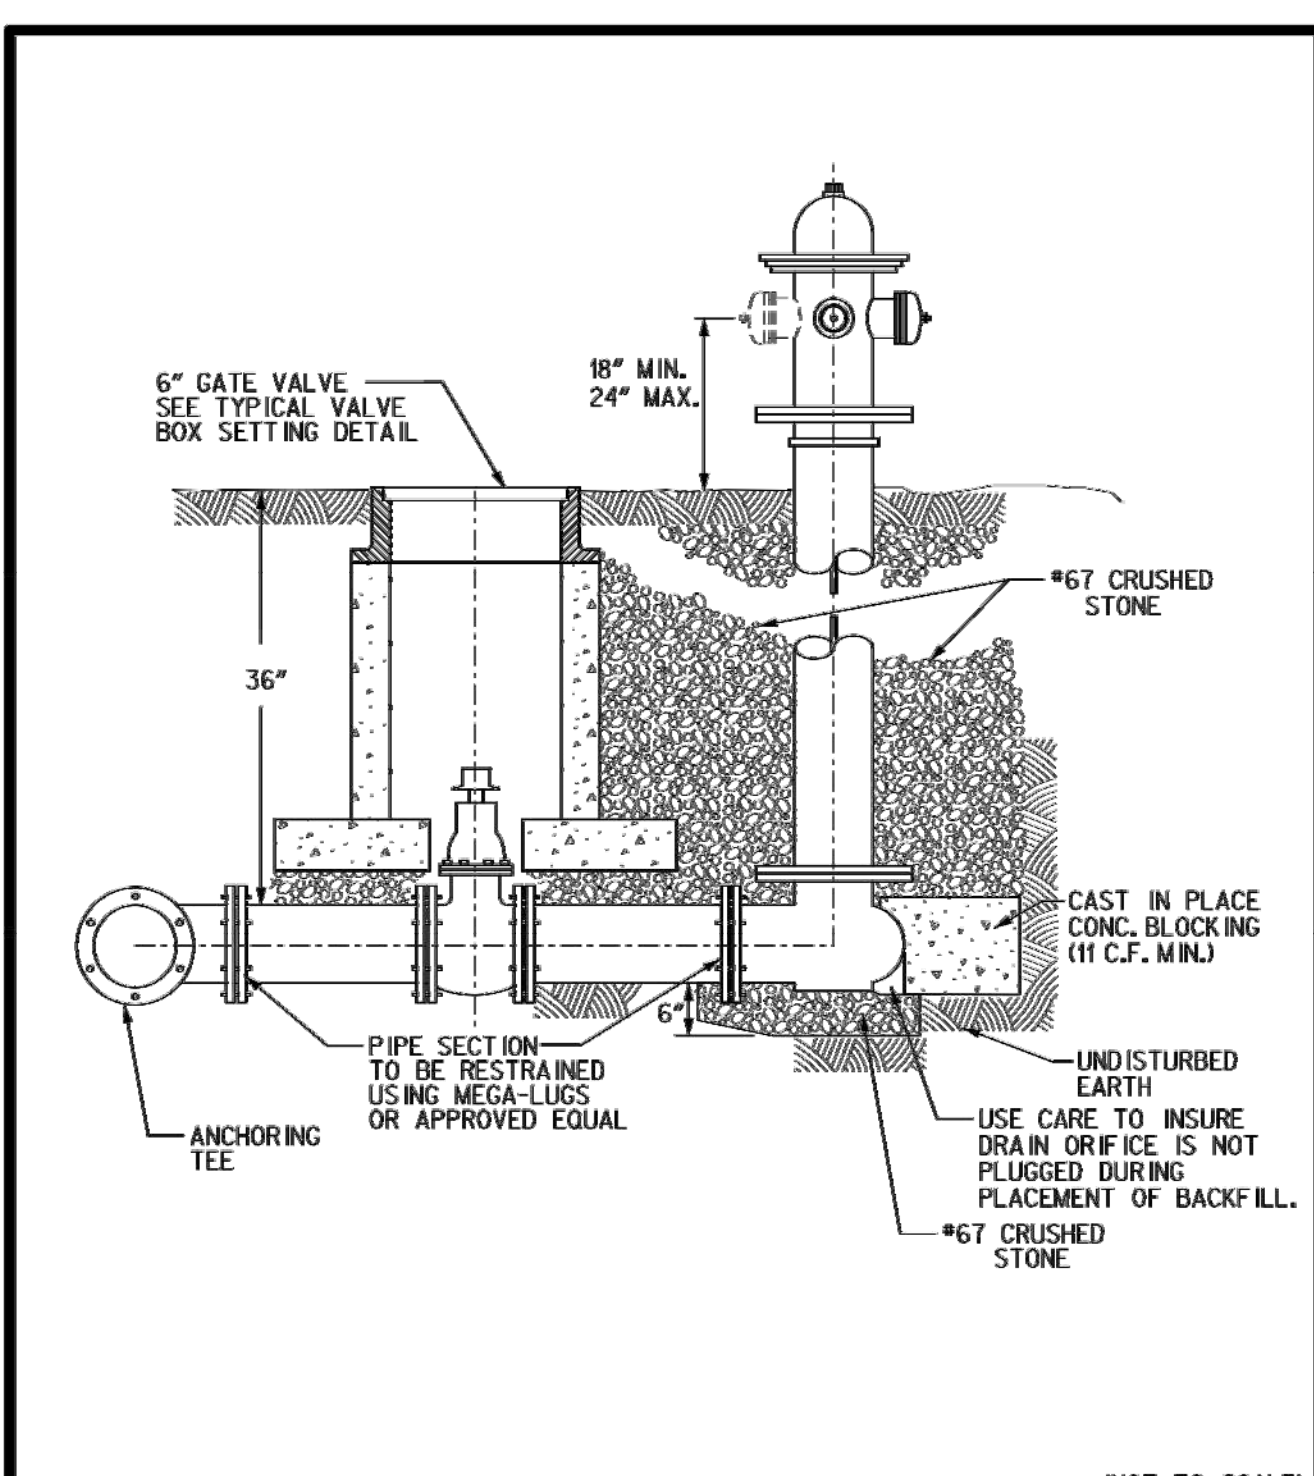 18" MIN.
24" MAX.
6" GATE VALVE
SEE TYPICAL VALVE
BOX SETTING DETAIL
#67 CRUSHED
STONE
36"
CAST IN PLACE
CONC. BLOCKING
(11 C.F. MIN.)
6"
PIPE SECTION
TO BE RESTRAINED
USING MEGA-LUGS
OR APPROVED EQUAL
UNDISTURBED
EARTH
ANCHORING
TEE
USE CARE TO INSURE
DRAIN ORIFICE IS NOT
PLUGGED DURING
PLACEMENT OF BACKFILL.
#67 CRUSHED
STONE